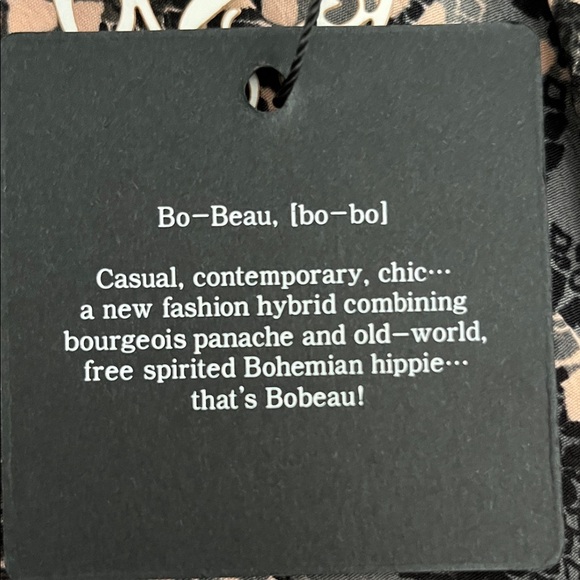 Bo-Beau, [bo-bo]
Casual, contemporary, chic···
a new fashion hybrid combining
bourgeois panache and old-world,
free spirited Bohemian hippie···
that's Bobeau!